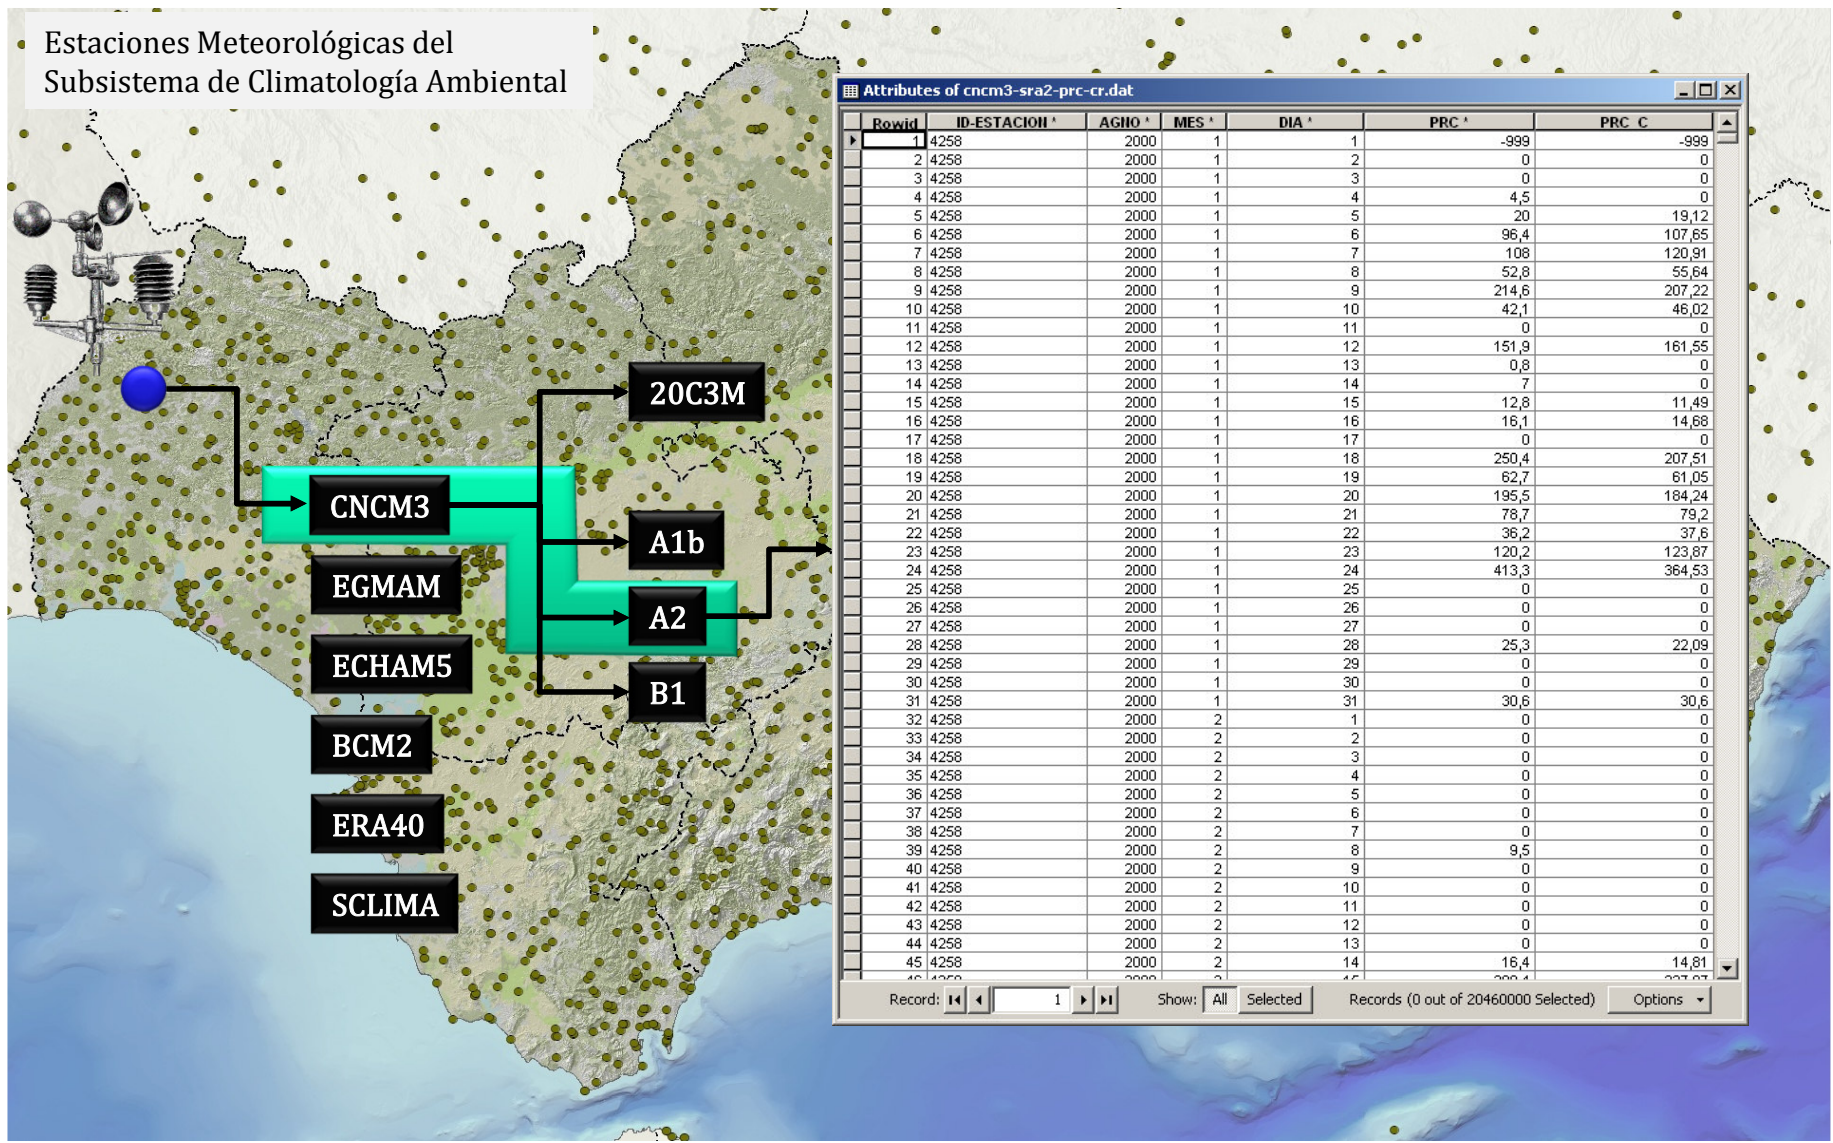 Estaciones Meteorológicas del
Subsistema de Climatología Ambiental
20C3M
CNCM3
A1b
EGMAM
A2
ECHAM5
B1
BCM2
ERA40
SCLIMA
Attributes of cncm3-sra2-prc-cr.dat
Rowid ID-ESTACION * AGNO * MES * DIA * PRC * PRC_C
1 4258 2000 1 1 -999 -999
2 4258 2000 1 2 0 0
3 4258 2000 1 3 0 0
4 4258 2000 1 4 4,5 0
5 4258 2000 1 5 20 19,12
6 4258 2000 1 6 96,4 107,65
7 4258 2000 1 7 108 120,91
8 4258 2000 1 8 52,8 55,64
9 4258 2000 1 9 214,6 207,22
10 4258 2000 1 10 42,1 46,02
11 4258 2000 1 11 0 0
12 4258 2000 1 12 151,9 161,55
13 4258 2000 1 13 0,8 0
14 4258 2000 1 14 7 0
15 4258 2000 1 15 12,8 11,49
16 4258 2000 1 16 16,1 14,68
17 4258 2000 1 17 0 0
18 4258 2000 1 18 250,4 207,51
19 4258 2000 1 19 62,7 61,05
20 4258 2000 1 20 195,5 184,24
21 4258 2000 1 21 78,7 79,2
22 4258 2000 1 22 36,2 37,6
23 4258 2000 1 23 120,2 123,87
24 4258 2000 1 24 413,3 364,53
25 4258 2000 1 25 0 0
26 4258 2000 1 26 0 0
27 4258 2000 1 27 0 0
28 4258 2000 1 28 25,3 22,09
29 4258 2000 1 29 0 0
30 4258 2000 1 30 0 0
31 4258 2000 1 31 30,6 30,6
32 4258 2000 2 1 0 0
33 4258 2000 2 2 0 0
34 4258 2000 2 3 0 0
35 4258 2000 2 4 0 0
36 4258 2000 2 5 0 0
37 4258 2000 2 6 0 0
38 4258 2000 2 7 0 0
39 4258 2000 2 8 9,5 0
40 4258 2000 2 9 0 0
41 4258 2000 2 10 0 0
42 4258 2000 2 11 0 0
43 4258 2000 2 12 0 0
44 4258 2000 2 13 0 0
45 4258 2000 2 14 16,4 14,81
Record: 1 Show: All Selected Records (0 out of 20460000 Selected) Options